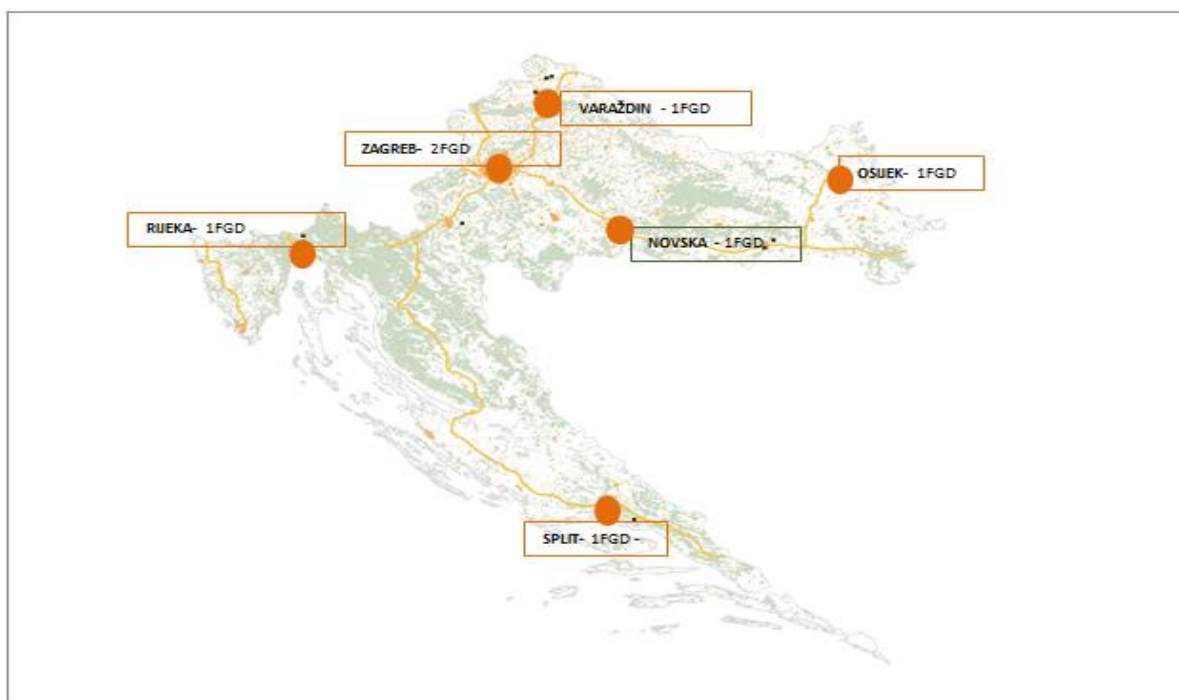 VARAŽDIN - 1FGD
ZAGREB- 2FGD
OSIJEK- 1FGD
RIJEKA- 1FGD
NOVSKA - 1FGD
SPLIT- 1FGD -